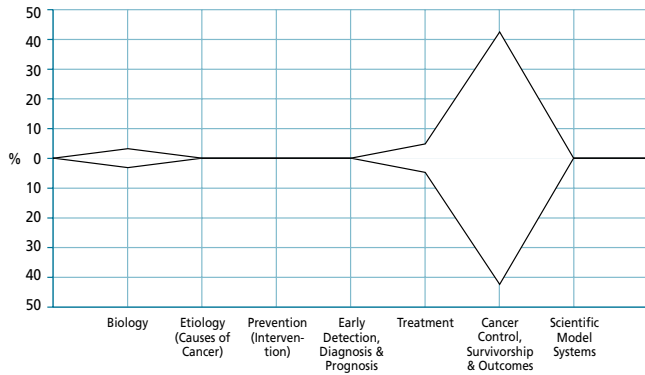 50
40
30
20
10
% 0
10
20
30
40
50
Biology
Etiology
(Causes of
Cancer)
Prevention
(Interven-
tion)
Early
Detection,
Diagnosis &
Prognosis
Treatment
Cancer
Control,
Survivorship
& Outcomes
Scientific
Model
Systems